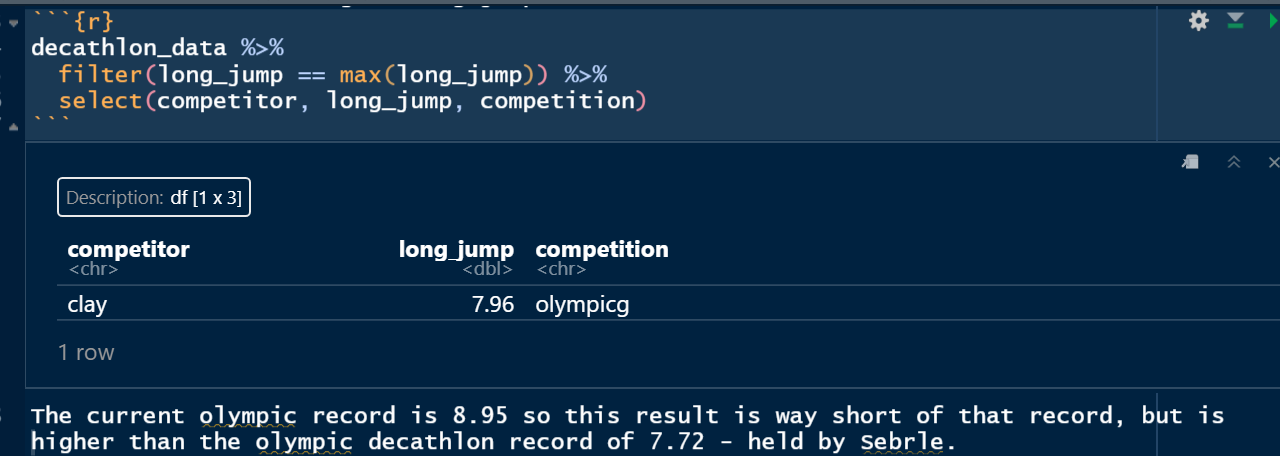 ```{r}
decathlon_data %>%
  filter(long_jump == max(long_jump)) %>%
  select(competitor, long_jump, competition)
```
Description: df [1 x 3]
competitor long_jump competition
<chr> <dbl> <chr>
clay 7.96 olympicg
1 row
The current olympic record is 8.95 so this result is way short of that record, but is
higher than the olympic decathlon record of 7.72 - held by Sebrle.